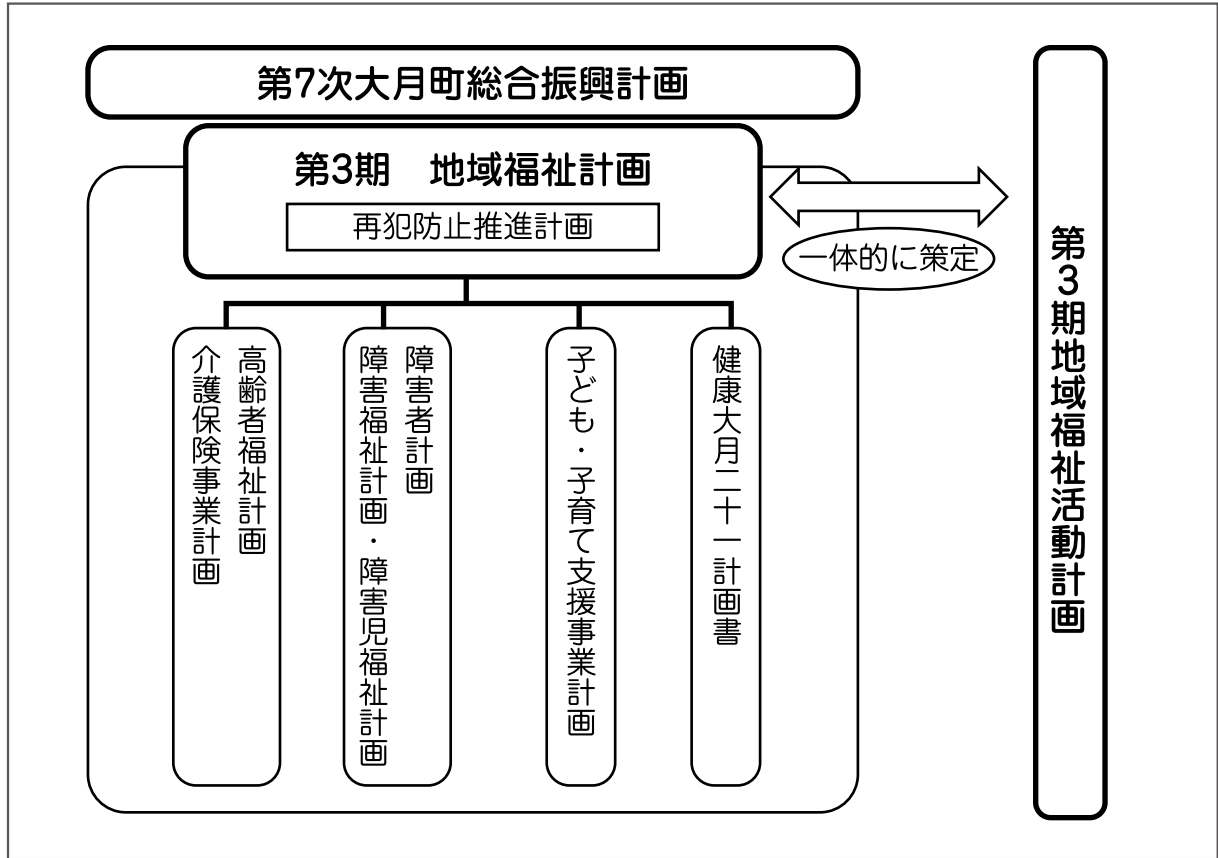 第7次大月町総合振興計画
第3期　地域福祉計画
再犯防止推進計画
一体的に策定
高齢者福祉計画
介護保険事業計画
障害者計画
障害福祉計画・障害児福祉計画
子ども・子育て支援事業計画
健康大月二十一計画書
第3期地域福祉活動計画